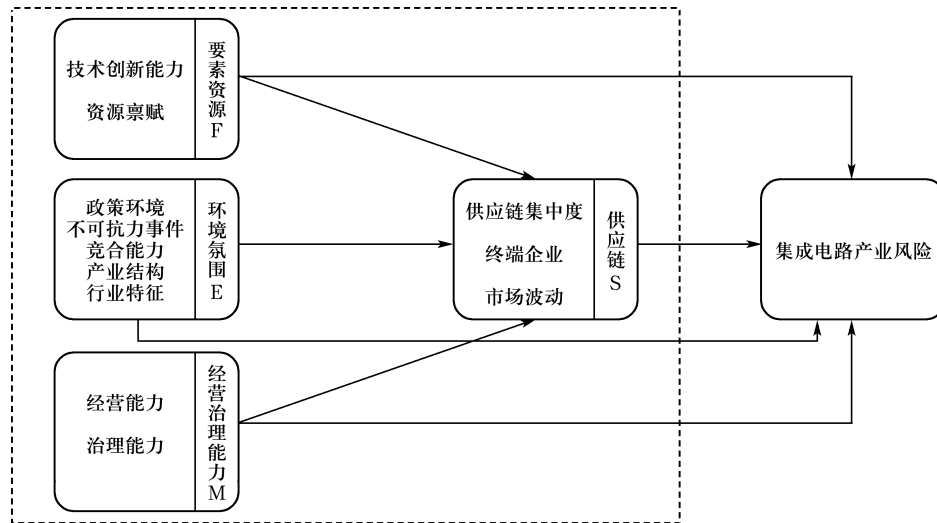 技术创新能力
资源禀赋
要素资源F
政策环境
不可抗力事件
竞合能力
产业结构
行业特征
环境氛围E
经营能力
治理能力
经营治理能力M
供应链集中度
终端企业
市场波动
供应链S
集成电路产业风险